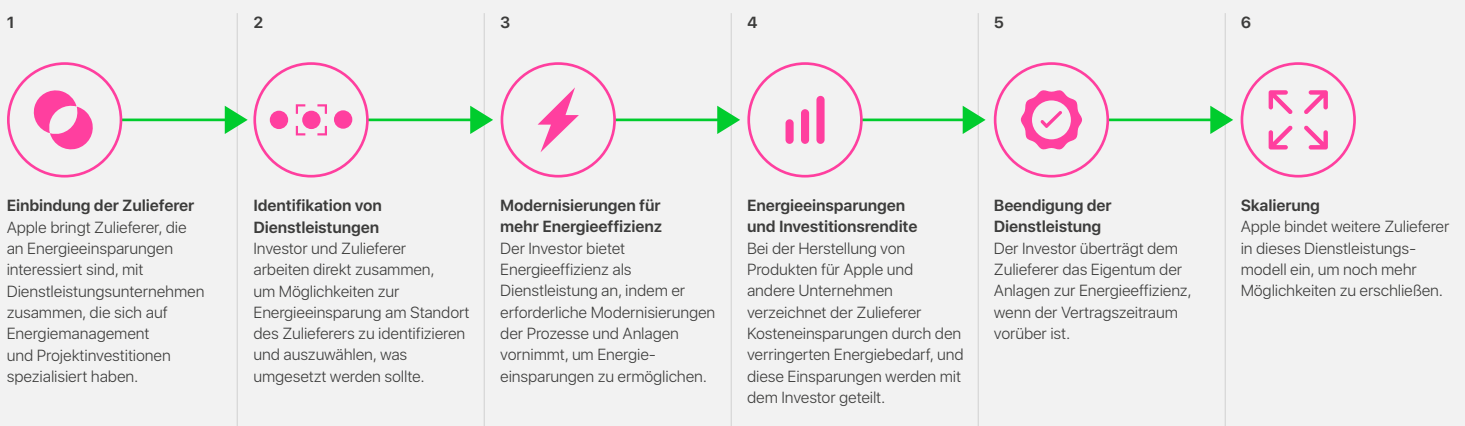 1
Einbindung der Zulieferer
Apple bringt Zulieferer, die
an Energieeinsparungen
interessiert sind, mit
Dienstleistungsunternehmen
zusammen, die sich auf
Energiemanagement
und Projektinvestitionen
spezialisiert haben.
2
Identifikation von
Dienstleistungen
Investor und Zulieferer
arbeiten direkt zusammen,
um Möglichkeiten zur
Energieeinsparung am Standort
des Zulieferers zu identifizieren
und auszuwählen, was
umgesetzt werden sollte.
3
Modernisierungen für
mehr Energieeffizienz
Der Investor bietet
Energieeffizienz als
Dienstleistung an, indem er
erforderliche Modernisierungen
der Prozesse und Anlagen
vornimmt, um Energie-
einsparungen zu ermöglichen.
4
Energieeinsparungen
und Investitionsrendite
Bei der Herstellung von
Produkten für Apple und
andere Unternehmen
verzeichnet der Zulieferer
Kosteneinsparungen durch den
verringerten Energiebedarf, und
diese Einsparungen werden mit
dem Investor geteilt.
5
Beendigung der
Dienstleistung
Der Investor überträgt dem
Zulieferer das Eigentum der
Anlagen zur Energieeffizienz,
wenn der Vertragszeitraum
vorüber ist.
6
Skalierung
Apple bindet weitere Zulieferer
in dieses Dienstleistungs-
modell ein, um noch mehr
Möglichkeiten zu erschließen.